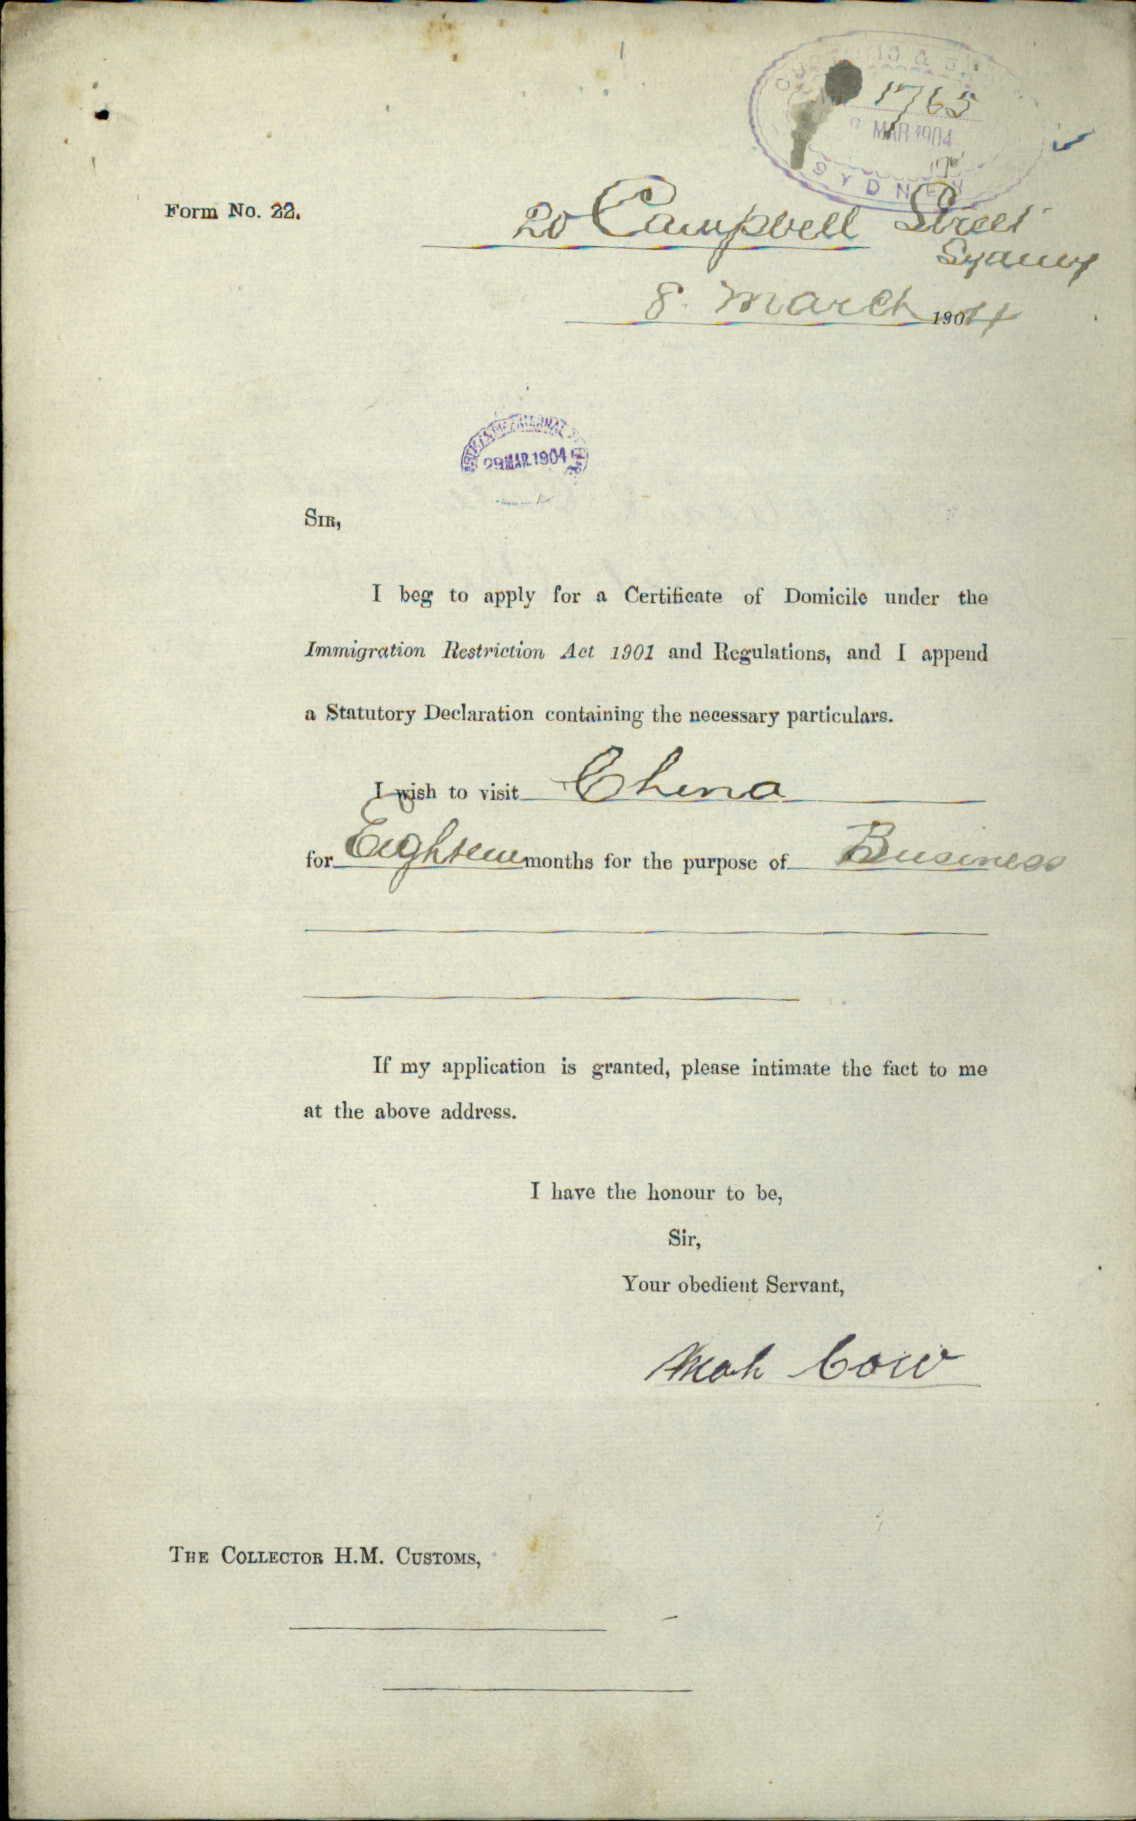 1765
MAR 1904
SYDNEY
Form No. 22.
20 Campbell Street
Sydney
8. March 1904
29 MAR. 1904
SIR,
I beg to apply for a Certificate of Domicile under the
Immigration Restriction Act 1901 and Regulations, and I append
a Statutory Declaration containing the necessary particulars.
I wish to visit China
for Eighteen months for the purpose of Business
If my application is granted, please intimate the fact to me
at the above address.
I have the honour to be,
Sir,
Your obedient Servant,
Mah Cow
THE COLLECTOR H.M. CUSTOMS,